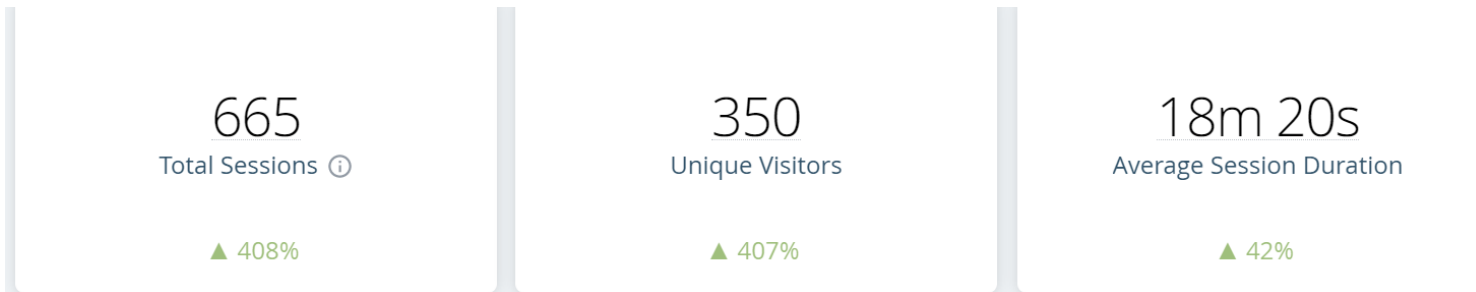 665
Total Sessions
▲ 408%
350
Unique Visitors
▲ 407%
18m 20s
Average Session Duration
▲ 42%